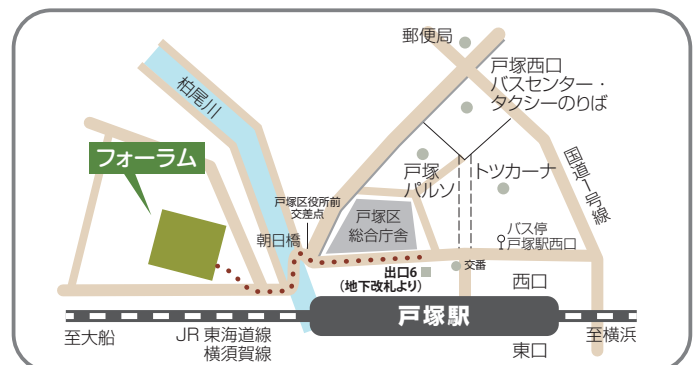 郵便局
戸塚西口
バスセンター・
タクシーのりば
柏尾川
国道1号線
フォーラム
戸塚
パルソ
トツカーナ
戸塚区役所前
交差点
戸塚区
総合庁舎
朝日橋
バス停
戸塚駅西口
出口6
(地下改札より)
交番
西口
戸塚駅
至大船
JR 東海道線
横須賀線
至横浜
東口